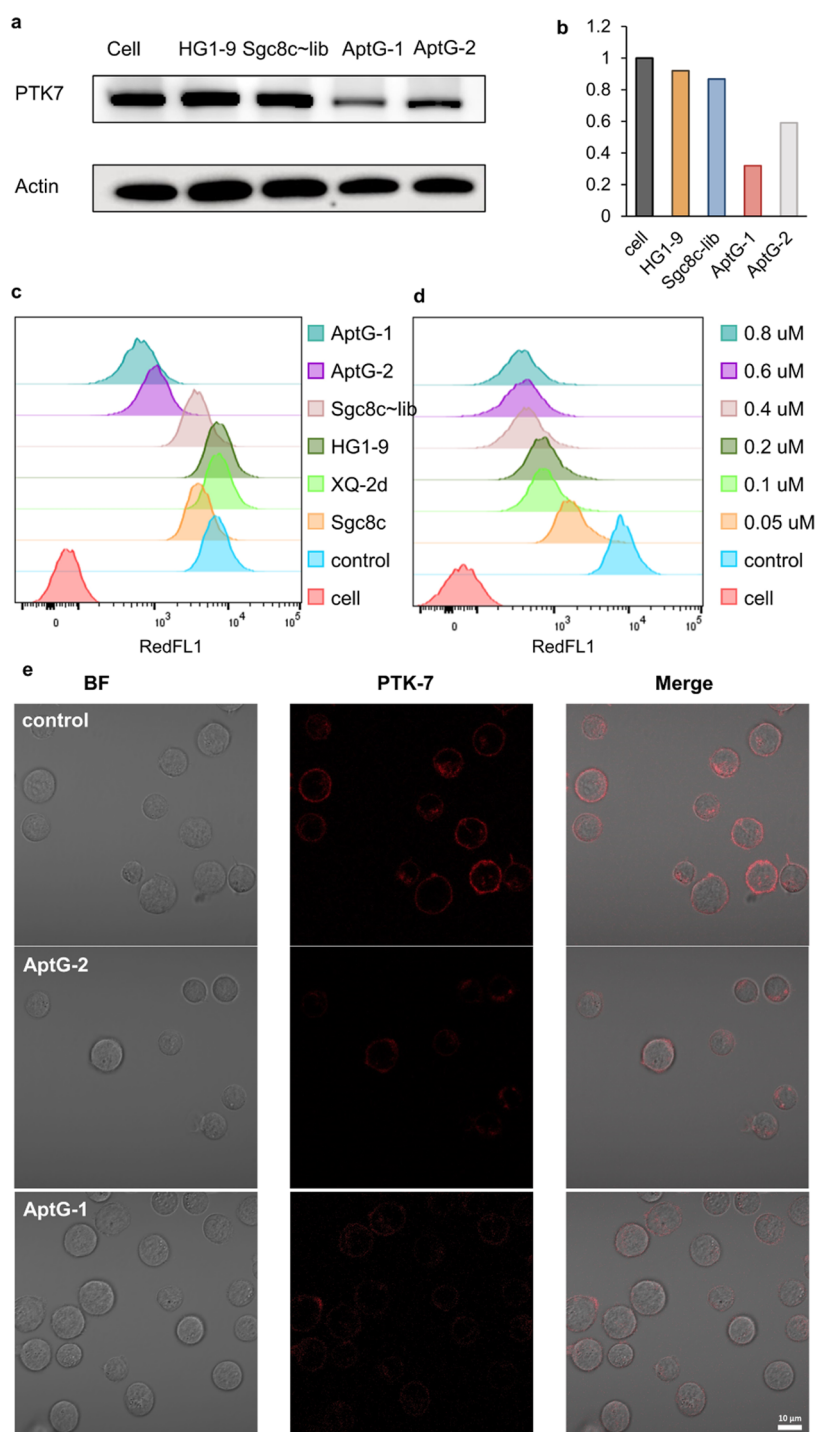 a
Cell HG1-9 Sgc8c~lib AptG-1 AptG-2
PTK7
Actin
b
1.2
1
0.8
0.6
0.4
0.2
0
cell HG1-9 Sgc8c-lib AptG-1 AptG-2
c
AptG-1
AptG-2
Sgc8c~lib
HG1-9
XQ-2d
Sgc8c
control
cell
0 10³ 10⁴ 10⁵
RedFL1
d
0.8 uM
0.6 uM
0.4 uM
0.2 uM
0.1 uM
0.05 uM
control
cell
0 10³ 10⁴ 10⁵
RedFL1
e
BF PTK-7 Merge
control
AptG-2
AptG-1
10 µm